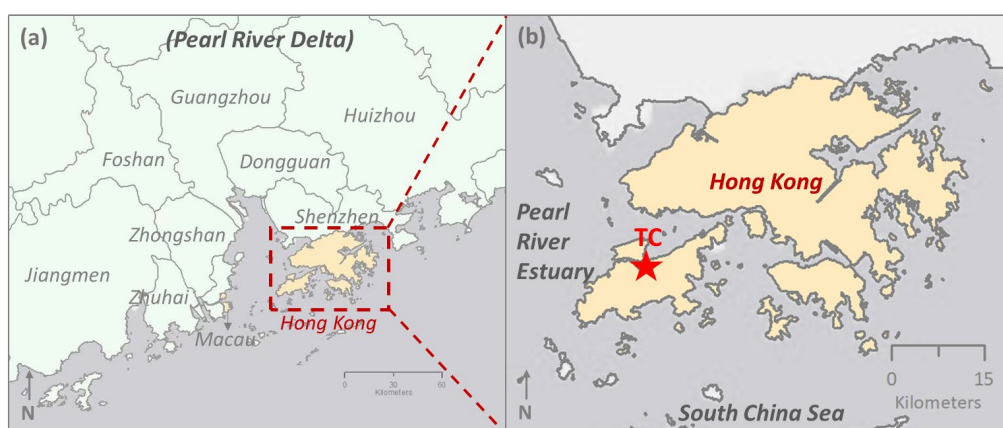 (a)
(Pearl River Delta)
Guangzhou
Huizhou
Foshan
Dongguan
Shenzhen
Zhongshan
Jiangmen
Zhuhai
Hong Kong
Macau
0 30 60
Kilometers
N
(b)
Hong Kong
Pearl
River
Estuary
TC
0 15
Kilometers
N
South China Sea